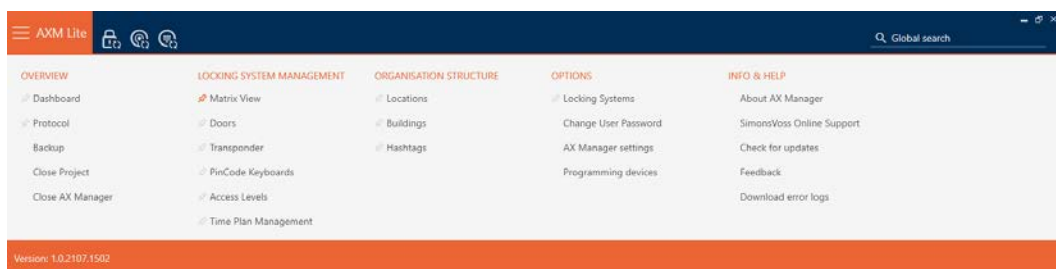 AXM Lite
Global search
OVERVIEW
Dashboard
Protocol
Backup
Close Project
Close AX Manager
LOCKING SYSTEM MANAGEMENT
Matrix View
Doors
Transponder
PinCode Keyboards
Access Levels
Time Plan Management
ORGANISATION STRUCTURE
Locations
Buildings
Hashtags
OPTIONS
Locking Systems
Change User Password
AX Manager settings
Programming devices
INFO & HELP
About AX Manager
SimonsVoss Online Support
Check for updates
Feedback
Download error logs
Version: 1.0.2107.1502